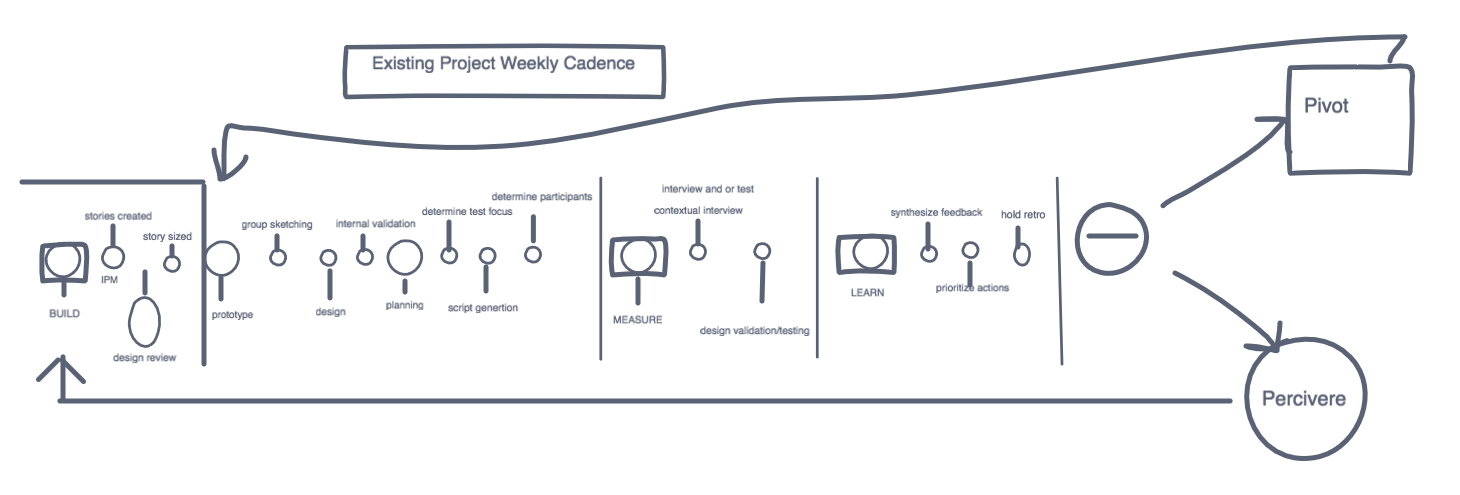 Existing Project Weekly Cadence
Pivot
stories created
story sized
IPM
BUILD
design review
group sketching
internal validation
determine test focus
determine participants
prototype
design
planning
script genertion
interview and or test
contextual interview
MEASURE
design validation/testing
synthesize feedback
hold retro
LEARN
prioritize actions
Percivere